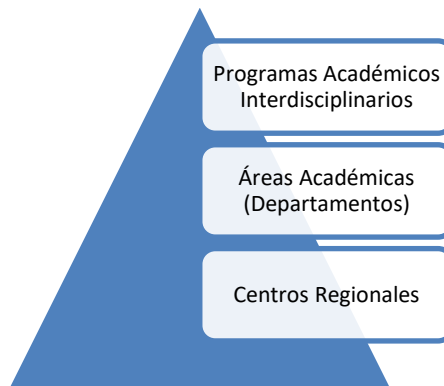 Programas Académicos
Interdisciplinarios
Áreas Académicas
(Departamentos)
Centros Regionales